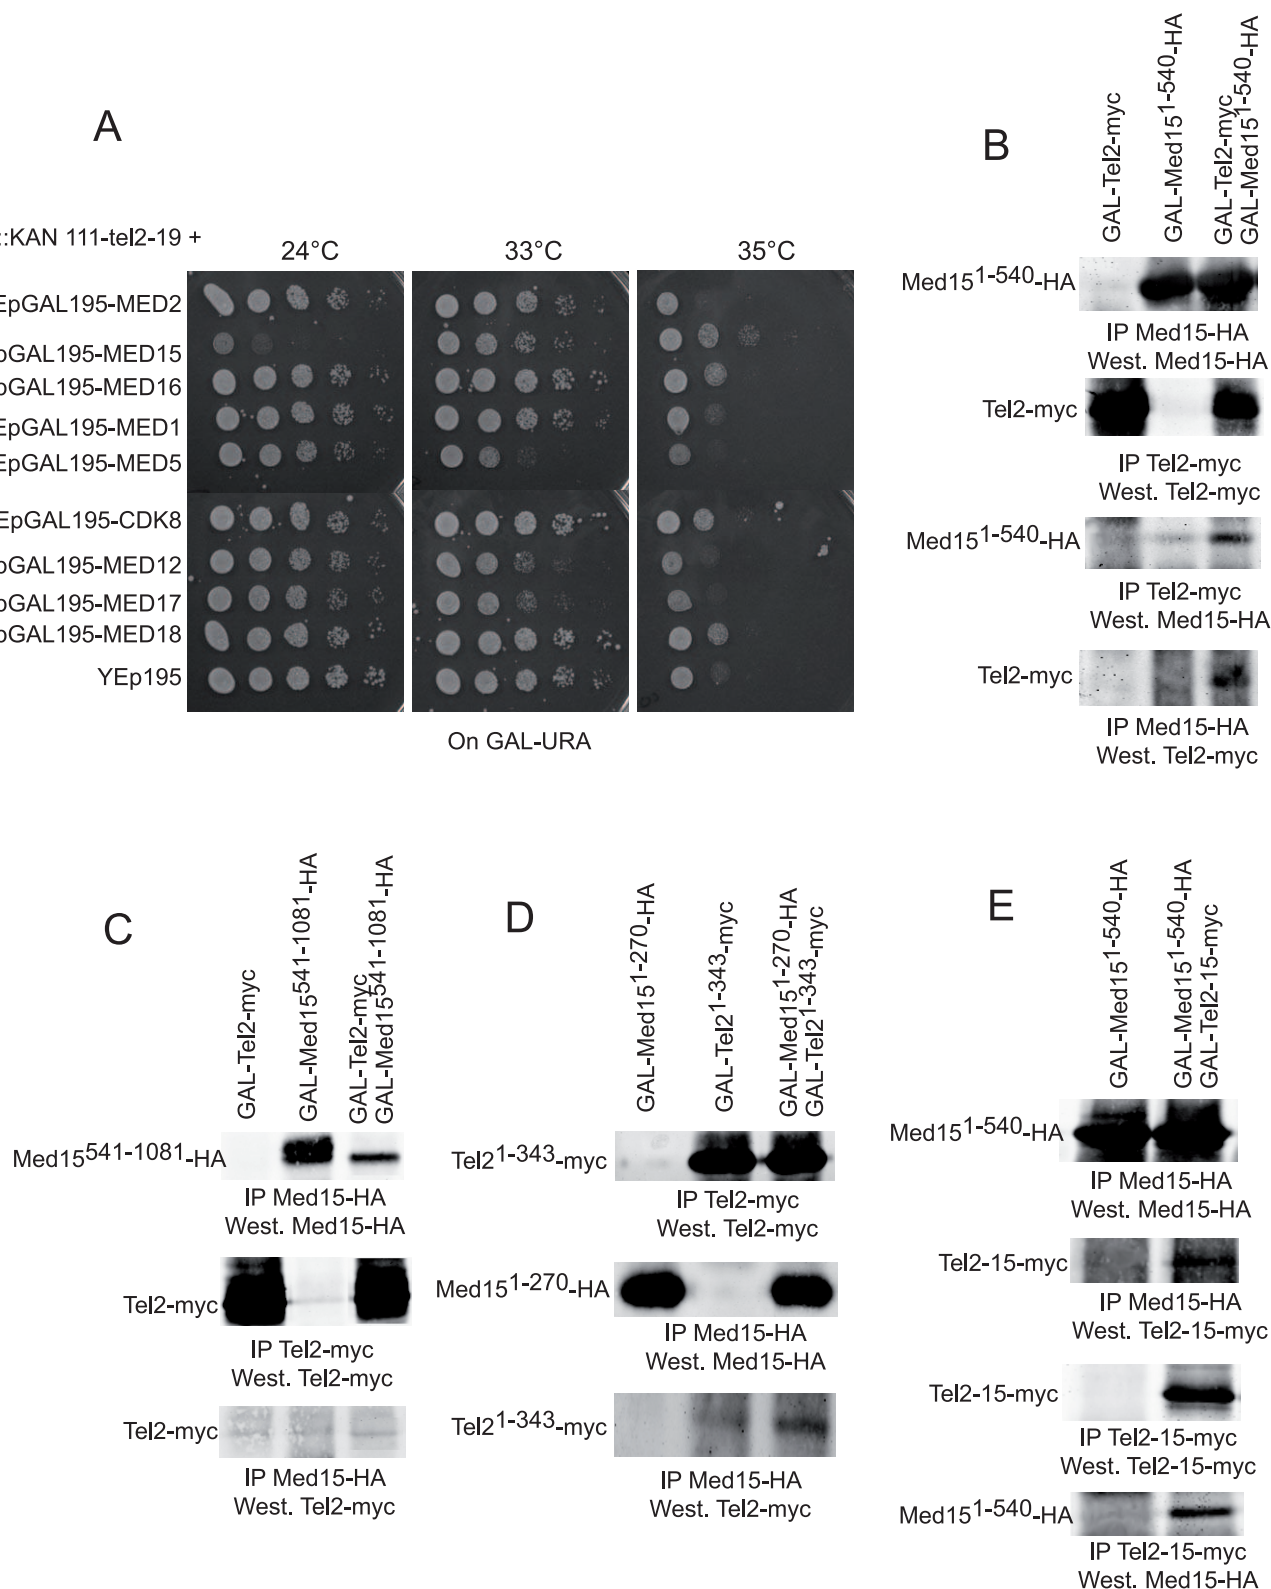 A
::KAN 111-tel2-19 +
24°C
33°C
35°C
EpGAL195-MED2
pGAL195-MED15
pGAL195-MED16
EpGAL195-MED1
EpGAL195-MED5
EpGAL195-CDK8
pGAL195-MED12
pGAL195-MED17
pGAL195-MED18
YEp195
On GAL-URA
B
GAL-Tel2-myc
GAL-Med15^1-540-HA
GAL-Tel2-myc
GAL-Med15^1-540-HA
Med15^1-540-HA
IP Med15-HA
West. Med15-HA
Tel2-myc
IP Tel2-myc
West. Tel2-myc
Med15^1-540-HA
IP Tel2-myc
West. Med15-HA
Tel2-myc
IP Med15-HA
West. Tel2-myc
C
GAL-Tel2-myc
GAL-Med15^541-1081-HA
GAL-Tel2-myc
GAL-Med15^541-1081-HA
Med15^541-1081-HA
IP Med15-HA
West. Med15-HA
Tel2-myc
IP Tel2-myc
West. Tel2-myc
Tel2-myc
IP Med15-HA
West. Tel2-myc
D
GAL-Med15^1-270-HA
GAL-Tel2^1-343-myc
GAL-Med15^1-270-HA
GAL-Tel2^1-343-myc
Tel2^1-343-myc
IP Tel2-myc
West. Tel2-myc
Med15^1-270-HA
IP Med15-HA
West. Med15-HA
Tel2^1-343-myc
IP Med15-HA
West. Tel2-myc
E
GAL-Med15^1-540-HA
GAL-Med15^1-540-HA
GAL-Tel2-15-myc
Med15^1-540-HA
IP Med15-HA
West. Med15-HA
Tel2-15-myc
IP Med15-HA
West. Tel2-15-myc
Tel2-15-myc
IP Tel2-15-myc
West. Tel2-15-myc
Med15^1-540-HA
IP Tel2-15-myc
West. Med15-HA